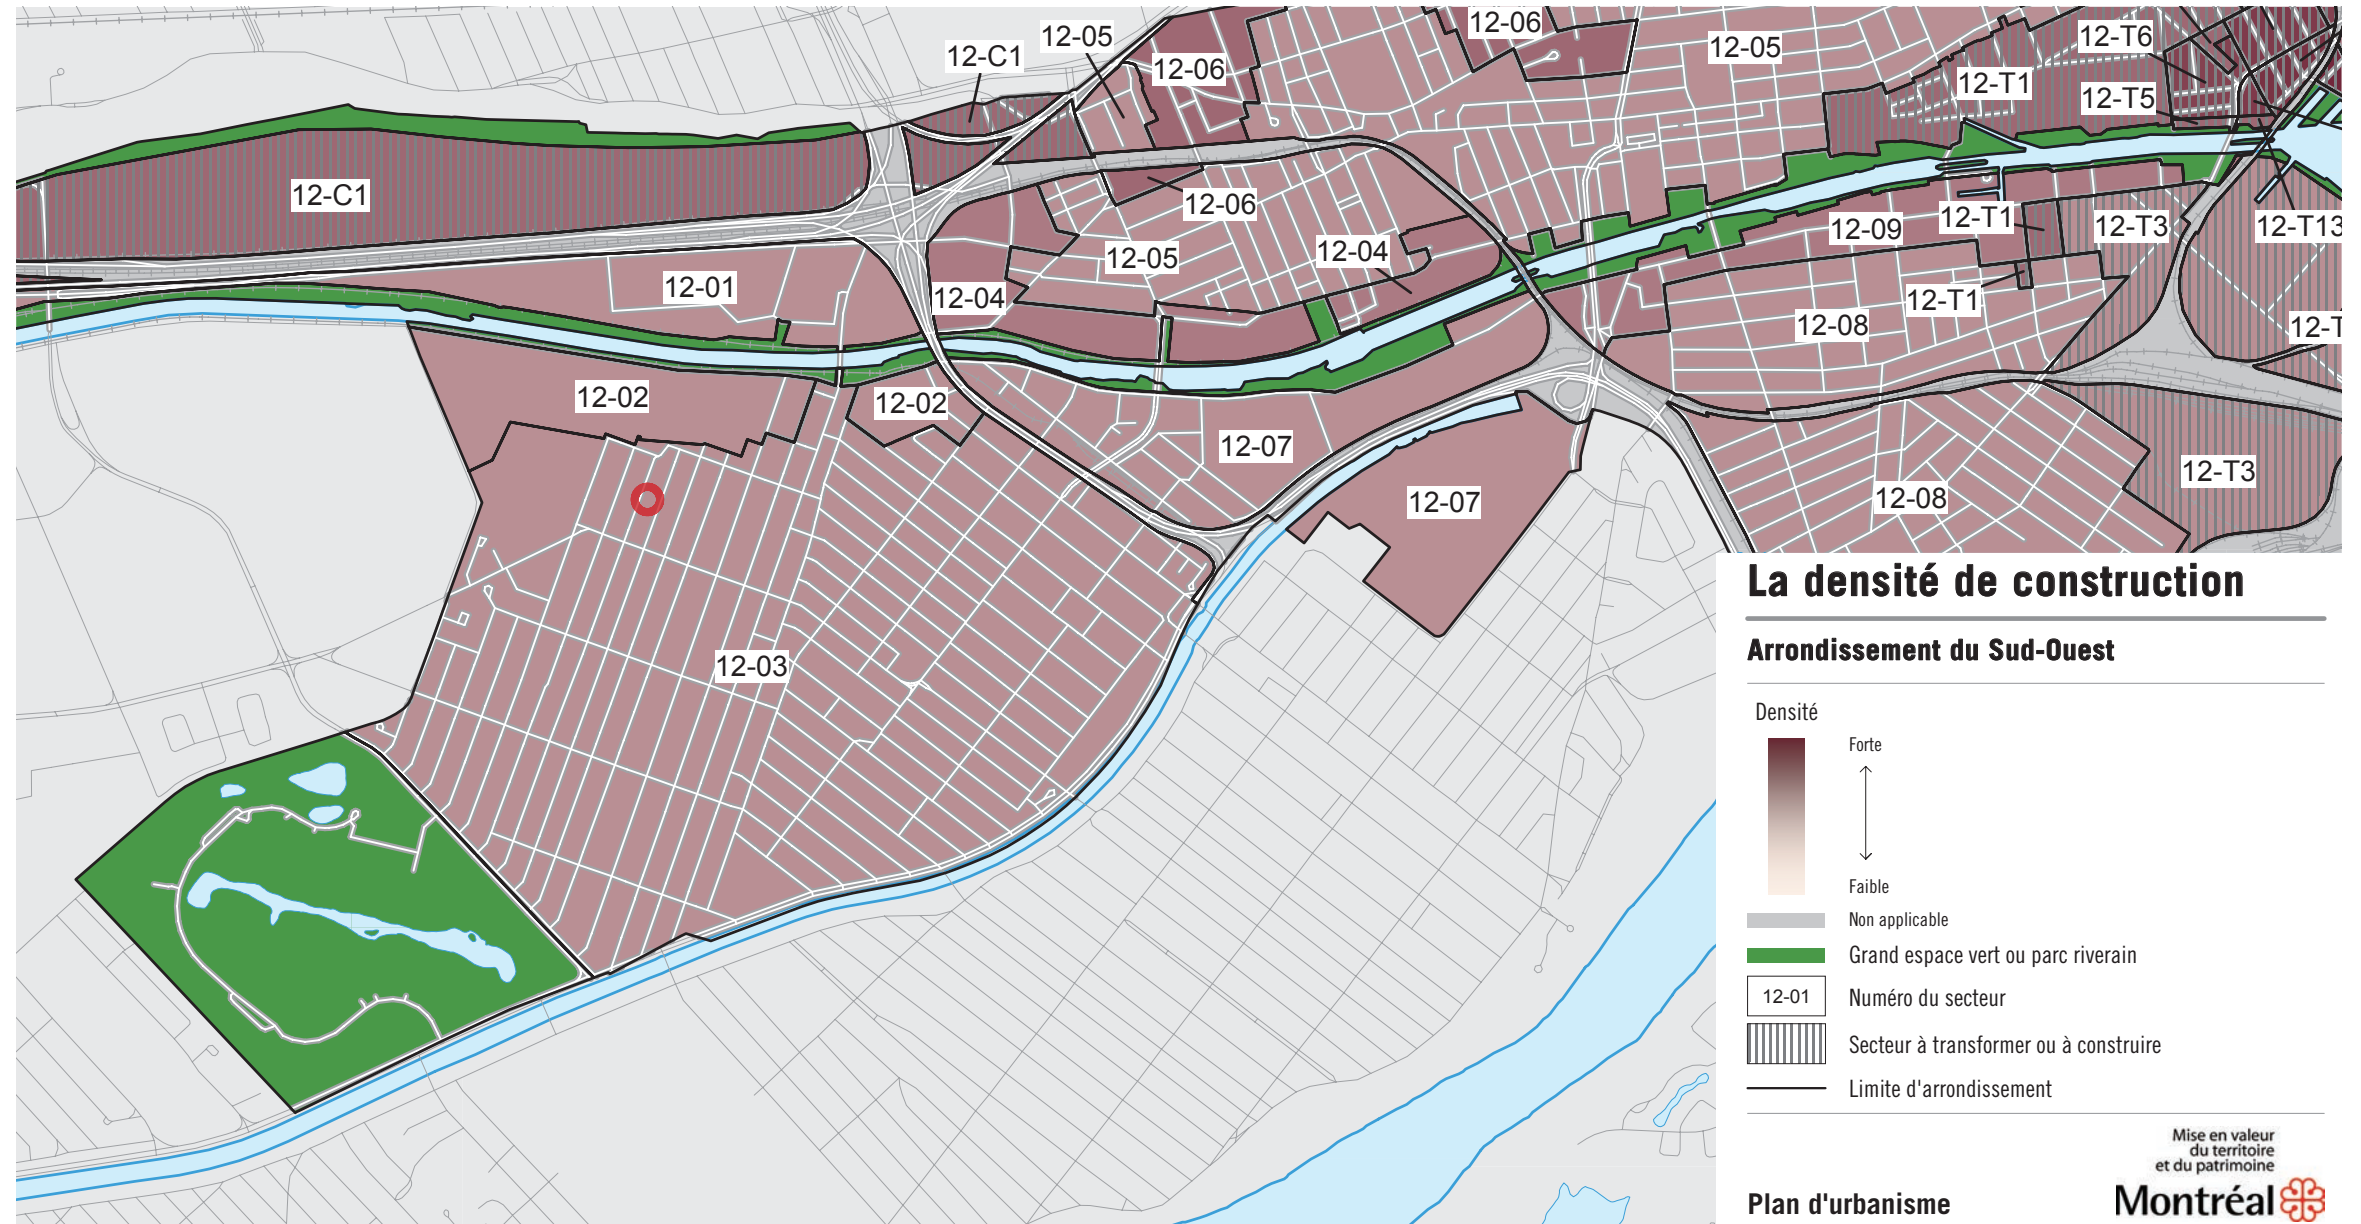 12-06
12-05
12-05
12-T6
12-C1
12-06
12-T1
12-T5
12-C1
12-06
12-T1
12-T3
12-T13
12-09
12-05
12-04
12-01
12-04
12-T1
12-08
12-02
12-02
12-07
12-T3
12-07
12-08
12-03
La densité de construction
Arrondissement du Sud-Ouest
Densité
Forte
Faible
Non applicable
Grand espace vert ou parc riverain
12-01
Numéro du secteur
Secteur à transformer ou à construire
Limite d'arrondissement
Mise en valeur
du territoire
et du patrimoine
Plan d'urbanisme
Montréal